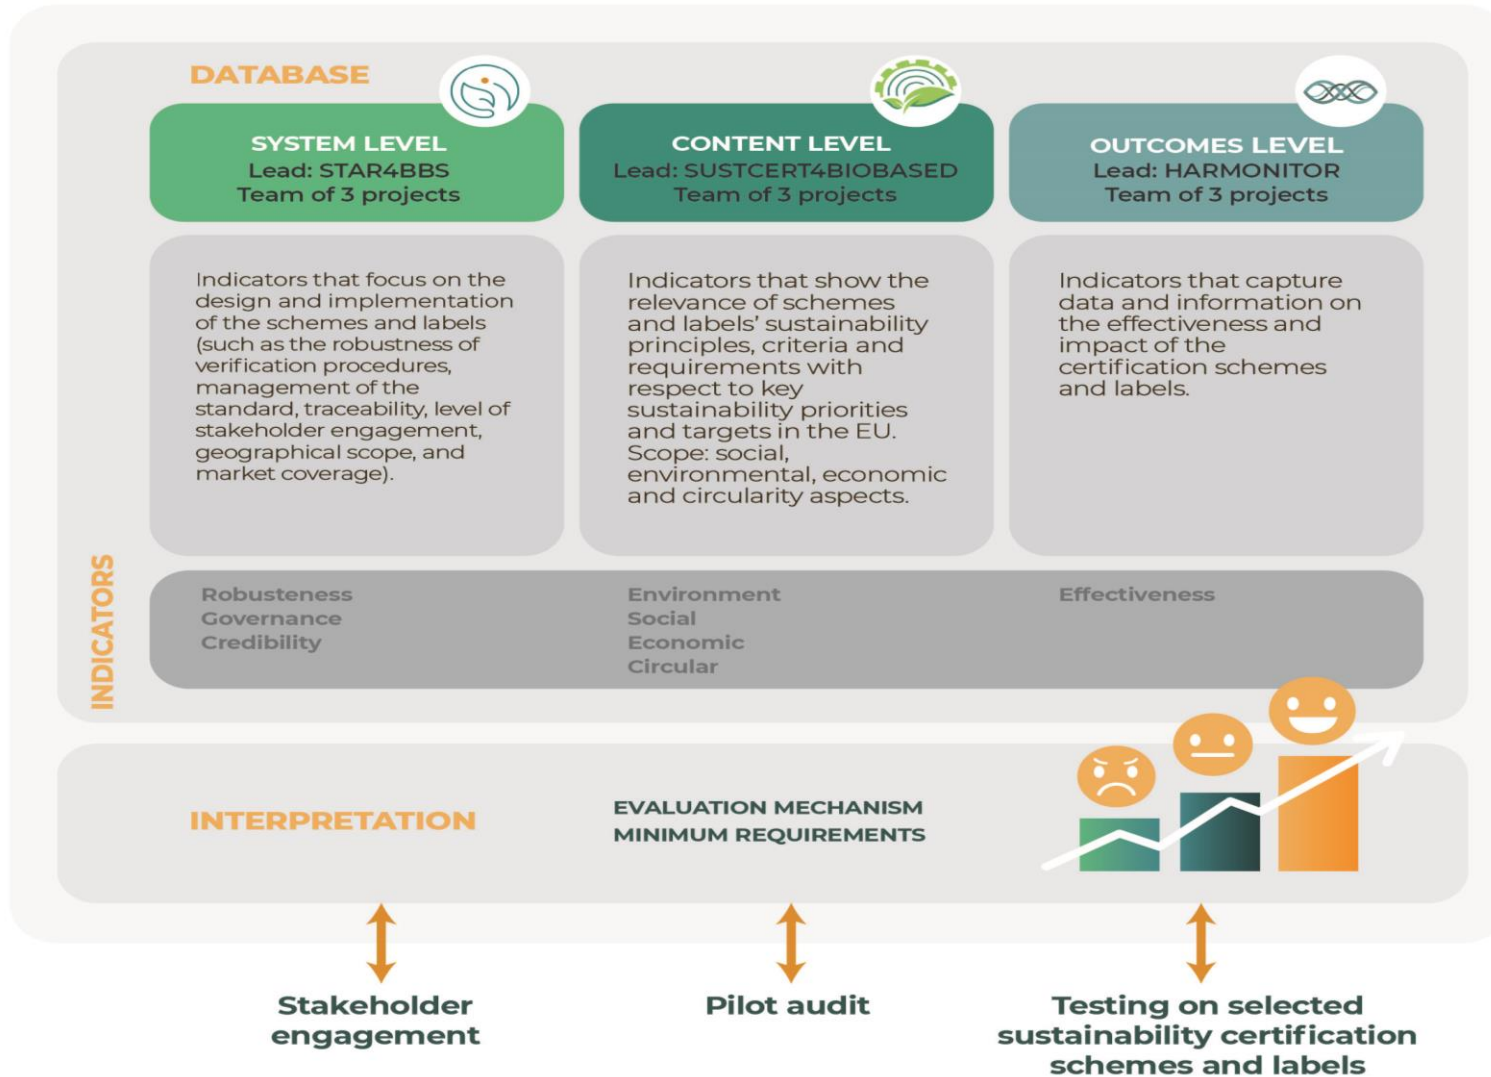 DATABASE
SYSTEM LEVEL
Lead: STAR4BBS
Team of 3 projects
CONTENT LEVEL
Lead: SUSTCERT4BIOBASED
Team of 3 projects
OUTCOMES LEVEL
Lead: HARMONITOR
Team of 3 projects
Indicators that focus on the
design and implementation
of the schemes and labels
(such as the robustness of
verification procedures,
management of the
standard, traceability, level of
stakeholder engagement,
geographical scope, and
market coverage).
Indicators that show the
relevance of schemes
and labels’ sustainability
principles, criteria and
requirements with
respect to key
sustainability priorities
and targets in the EU.
Scope: social,
environmental, economic
and circularity aspects.
Indicators that capture
data and information on
the effectiveness and
impact of the
certification schemes
and labels.
INDICATORS
Robusteness
Governance
Credibility
Environment
Social
Economic
Circular
Effectiveness
INTERPRETATION
EVALUATION MECHANISM
MINIMUM REQUIREMENTS
Stakeholder
engagement
Pilot audit
Testing on selected
sustainability certification
schemes and labels